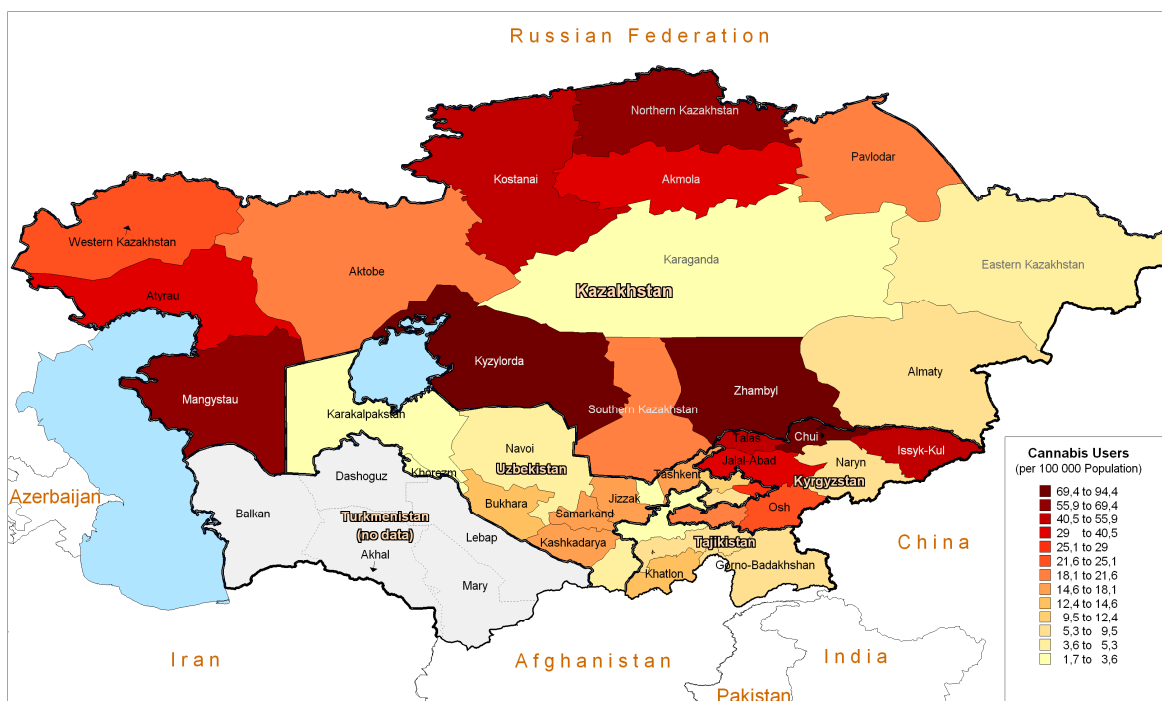 Russian Federation
Northern Kazakhstan
Pavlodar
Kostanai
Akmola
Western Kazakhstan
Aktobe
Karaganda
Eastern Kazakhstan
Kazakhstan
Atyrau
Kyzylorda
Zhambyl
Almaty
Mangystau
Karakalpakstan
Southern Kazakhstan
Talas
Chui
Issyk-Kul
Navoi
Jalal-Abad
Naryn
Khorezm
Uzbekistan
Tashkent
Kyrgyzstan
Dashoguz
Azerbaijan
Bukhara
Jizzak
Samarkand
Osh
Balkan
Turkmenistan
(no data)
Lebap
Kashkadarya
Tajikistan
China
Akhal
Khatlon
Gorno-Badakhshan
Mary
Iran
Afghanistan
India
Pakistan
Cannabis Users
(per 100 000 Population)
69,4 to 94,4
55,9 to 69,4
40,5 to 55,9
29 to 40,5
25,1 to 29
21,6 to 25,1
18,1 to 21,6
14,6 to 18,1
12,4 to 14,6
9,5 to 12,4
5,3 to 9,5
3,6 to 5,3
1,7 to 3,6